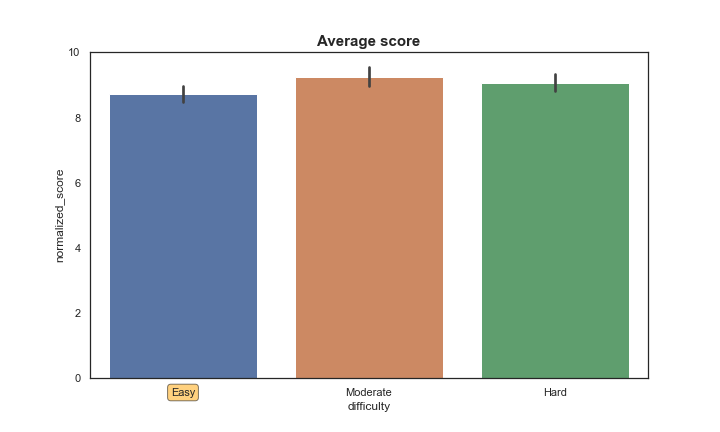 Average score
normalized_score
10
8
6
4
2
0
Easy
Moderate
Hard
difficulty